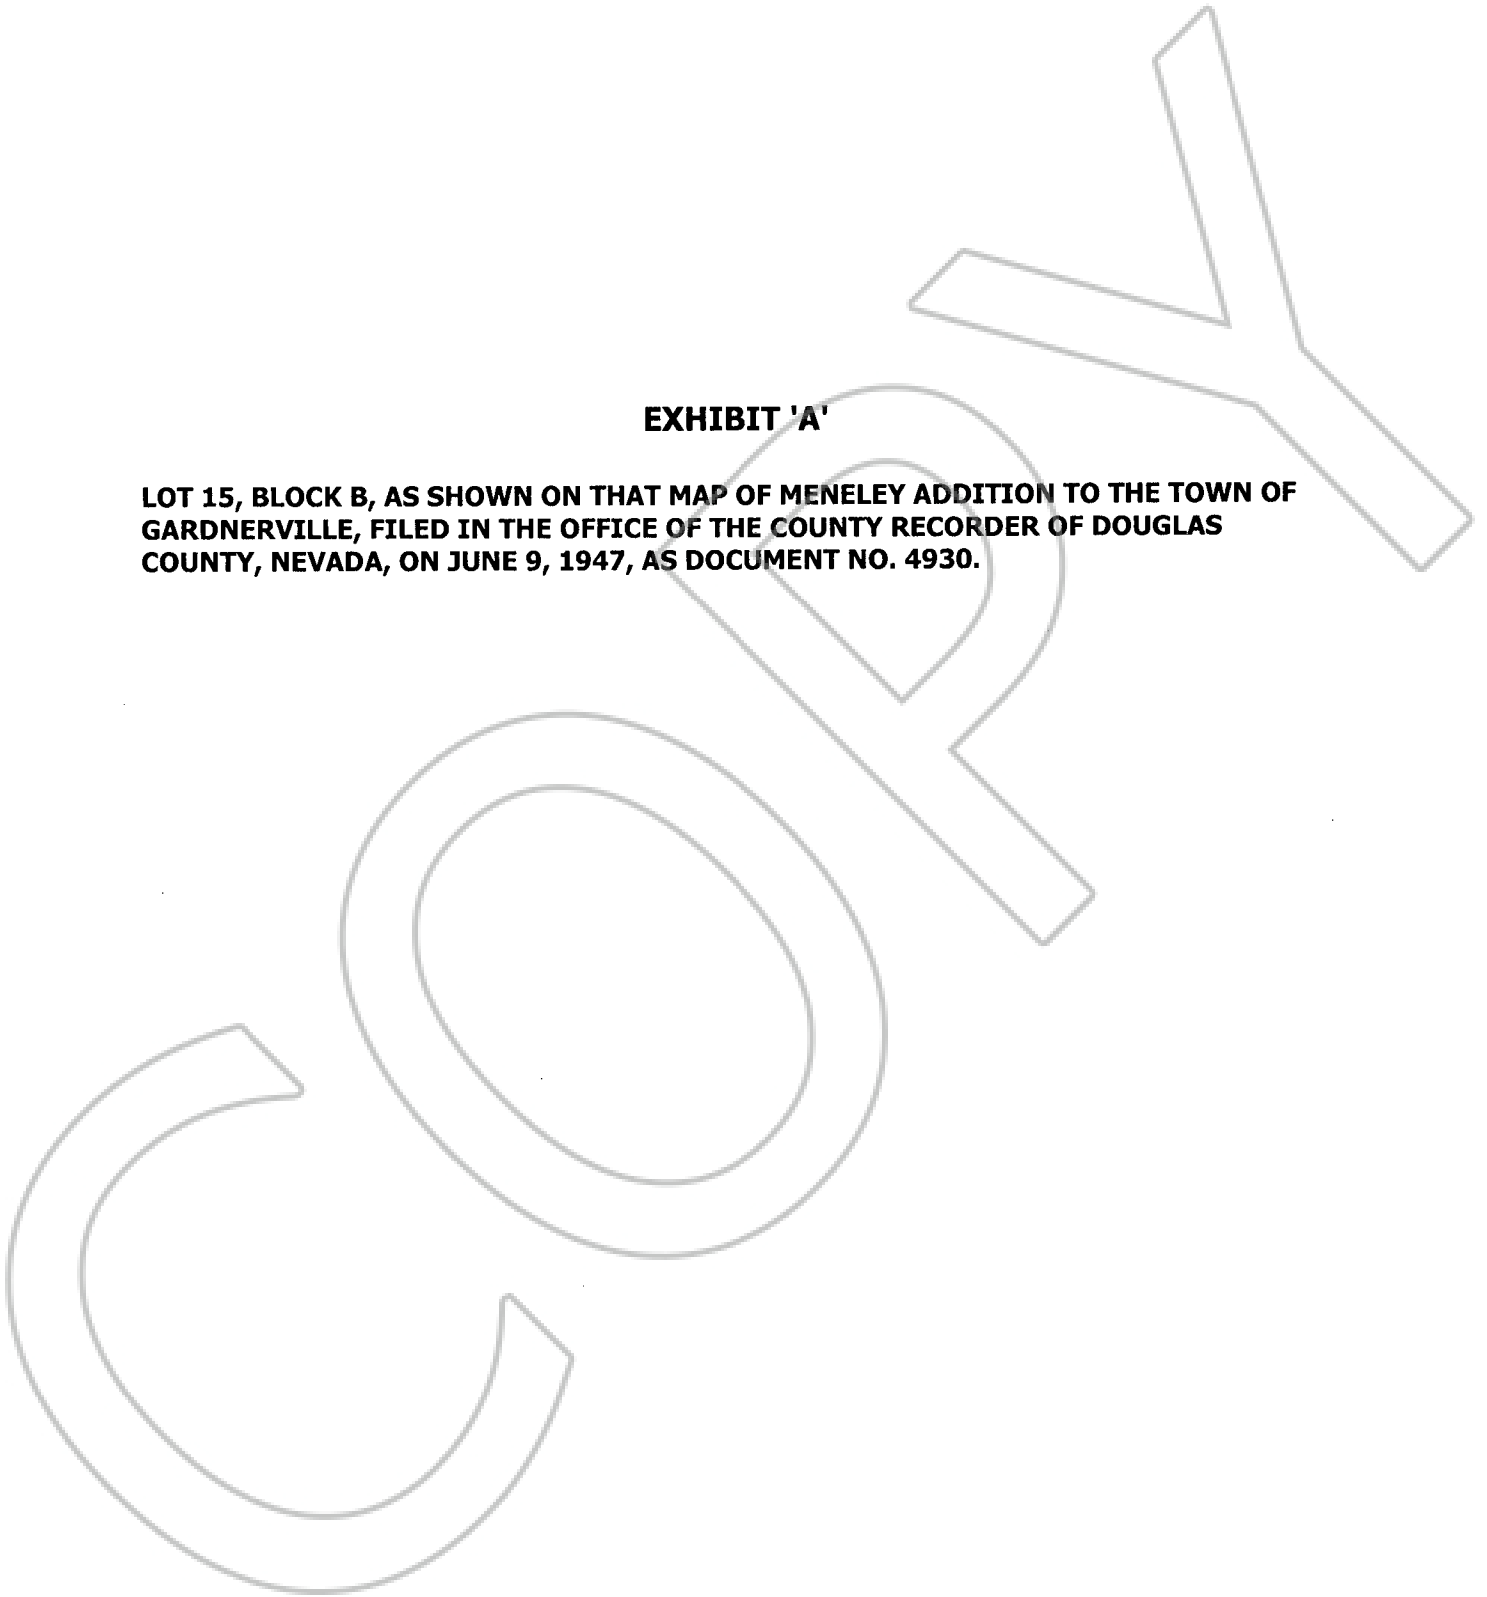 EXHIBIT 'A'
LOT 15, BLOCK B, AS SHOWN ON THAT MAP OF MENELEY ADDITION TO THE TOWN OF
GARDNERVILLE, FILED IN THE OFFICE OF THE COUNTY RECORDER OF DOUGLAS
COUNTY, NEVADA, ON JUNE 9, 1947, AS DOCUMENT NO. 4930.
COPY